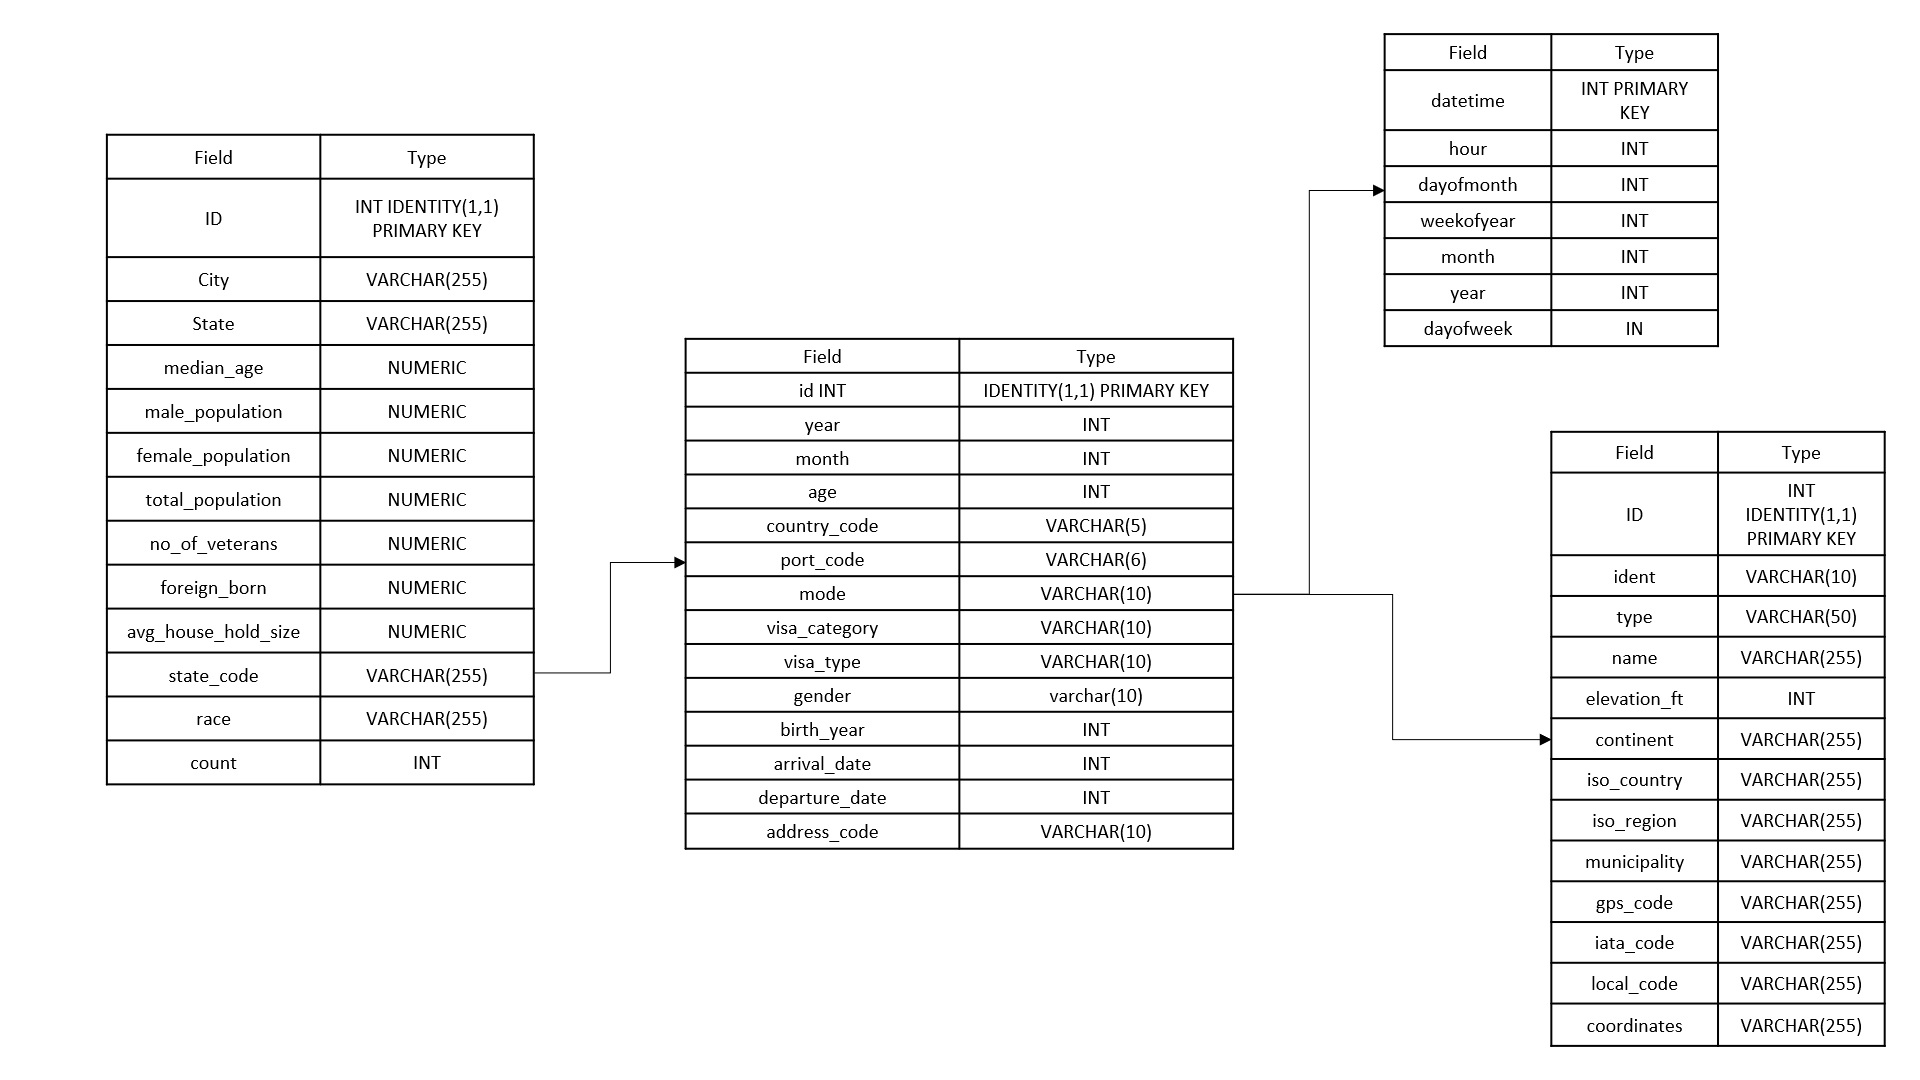 Field Type
ID INT IDENTITY(1,1)
PRIMARY KEY
City VARCHAR(255)
State VARCHAR(255)
median_age NUMERIC
male_population NUMERIC
female_population NUMERIC
total_population NUMERIC
no_of_veterans NUMERIC
foreign_born NUMERIC
avg_house_hold_size NUMERIC
state_code VARCHAR(255)
race VARCHAR(255)
count INT
Field Type
id INT IDENTITY(1,1) PRIMARY KEY
year INT
month INT
age INT
country_code VARCHAR(5)
port_code VARCHAR(6)
mode VARCHAR(10)
visa_category VARCHAR(10)
visa_type VARCHAR(10)
gender varchar(10)
birth_year INT
arrival_date INT
departure_date INT
address_code VARCHAR(10)
Field Type
datetime INT PRIMARY
KEY
hour INT
dayofmonth INT
weekofyear INT
month INT
year INT
dayofweek IN
Field Type
ID INT
IDENTITY(1,1)
PRIMARY KEY
ident VARCHAR(10)
type VARCHAR(50)
name VARCHAR(255)
elevation_ft INT
continent VARCHAR(255)
iso_country VARCHAR(255)
iso_region VARCHAR(255)
municipality VARCHAR(255)
gps_code VARCHAR(255)
iata_code VARCHAR(255)
local_code VARCHAR(255)
coordinates VARCHAR(255)